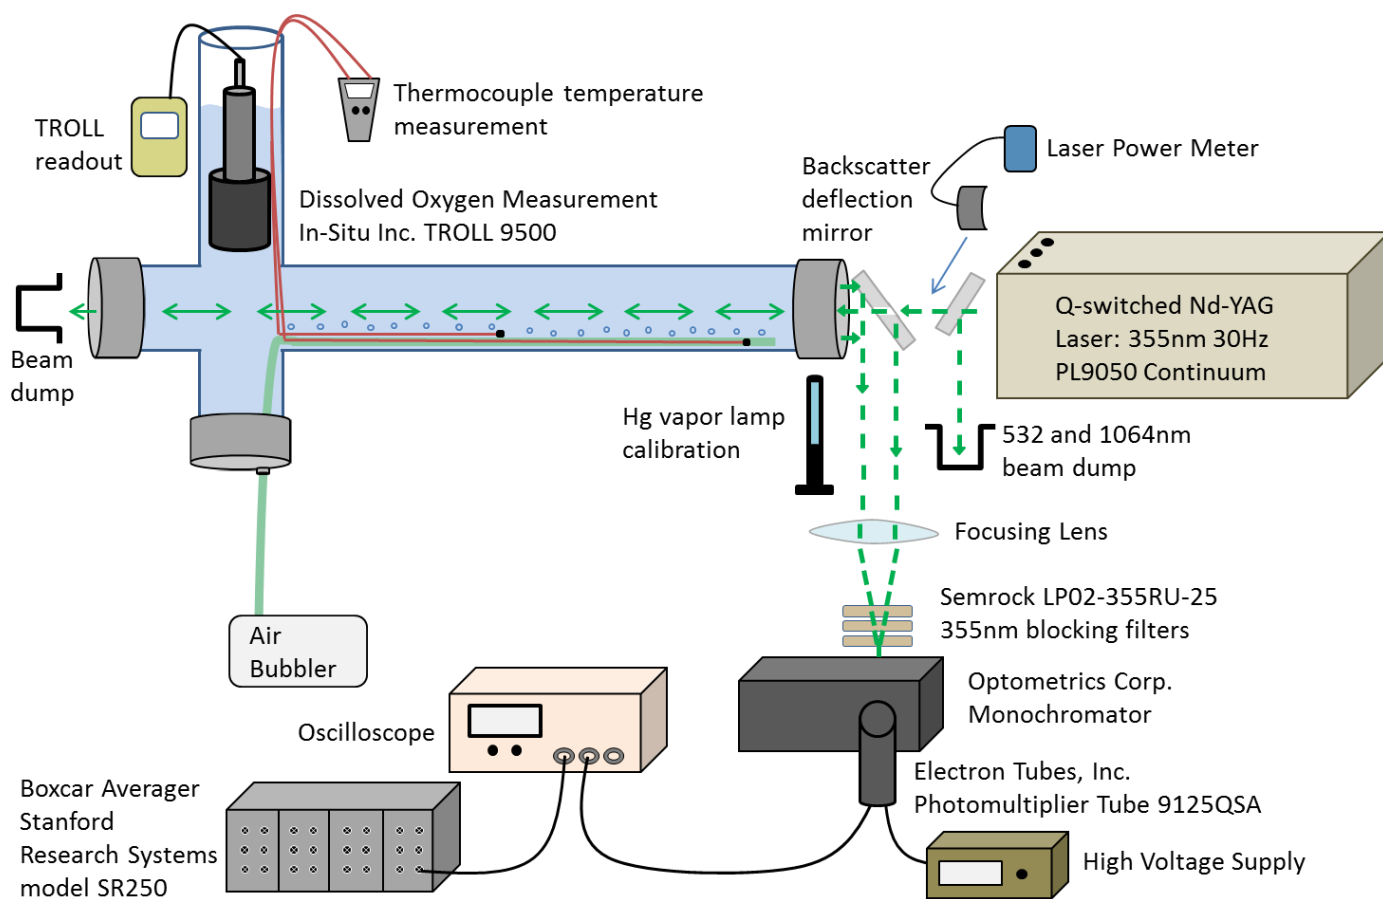 TROLL
readout
Thermocouple temperature
measurement
Dissolved Oxygen Measurement
In-Situ Inc. TROLL 9500
Backscatter
deflection
mirror
Laser Power Meter
Q-switched Nd-YAG
Laser: 355nm 30Hz
PL9050 Continuum
Beam
dump
Hg vapor lamp
calibration
532 and 1064nm
beam dump
Focusing Lens
Semrock LP02-355RU-25
355nm blocking filters
Air
Bubbler
Optometrics Corp.
Monochromator
Oscilloscope
Electron Tubes, Inc.
Photomultiplier Tube 9125QSA
Boxcar Averager
Stanford
Research Systems
model SR250
High Voltage Supply